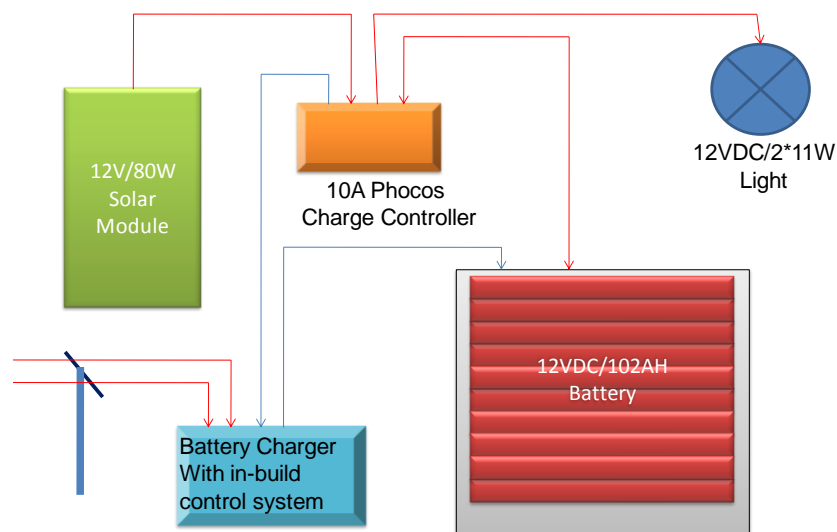 12V/80W
Solar
Module
10A Phocos
Charge Controller
12VDC/2*11W
Light
12VDC/102AH
Battery
Battery Charger
With in-build
control system